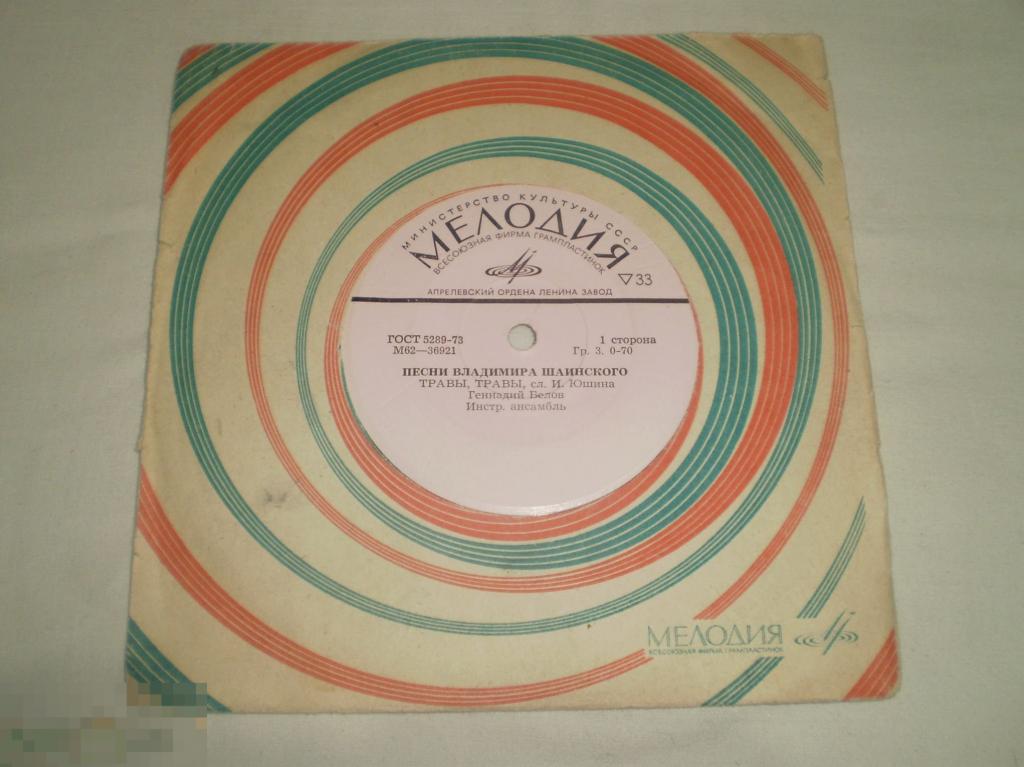 МИНИСТЕРСТВО КУЛЬТУРЫ СССР
МЕЛОДИЯ
ВСЕСОЮЗНАЯ ФИРМА ГРАМПЛАСТИНОК
▽33
АПРЕЛЕВСКИЙ ОРДЕНА ЛЕНИНА ЗАВОД
ГОСТ 5289-73 1 сторона
М62—36921 Гр. 3. 0-70
ПЕСНИ ВЛАДИМИРА ШАИНСКОГО
ТРАВЫ, ТРАВЫ, сл. И. Юшина
Геннадий Белов
Инстр. ансамбль
МЕЛОДИЯ
ВСЕСОЮЗНАЯ ФИРМА ГРАМПЛАСТИНОК